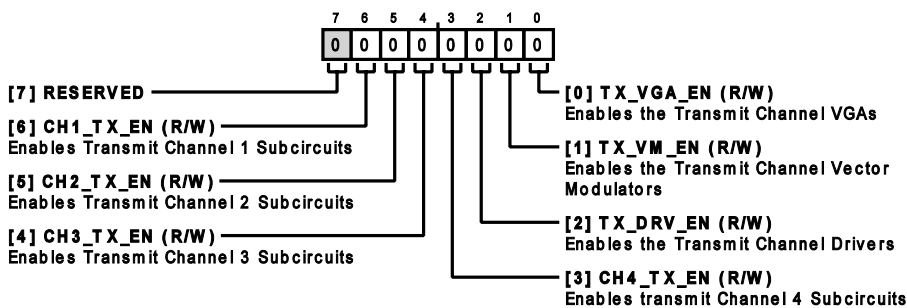 7 6 5 4 3 2 1 0
0 0 0 0 0 0 0 0
[7] RESERVED
[6] CH1_TX_EN (R/W)
Enables Transmit Channel 1 Subcircuits
[5] CH2_TX_EN (R/W)
Enables Transmit Channel 2 Subcircuits
[4] CH3_TX_EN (R/W)
Enables Transmit Channel 3 Subcircuits
[0] TX_VGA_EN (R/W)
Enables the Transmit Channel VGAs
[1] TX_VM_EN (R/W)
Enables the Transmit Channel Vector
Modulators
[2] TX_DRV_EN (R/W)
Enables the Transmit Channel Drivers
[3] CH4_TX_EN (R/W)
Enables transmit Channel 4 Subcircuits